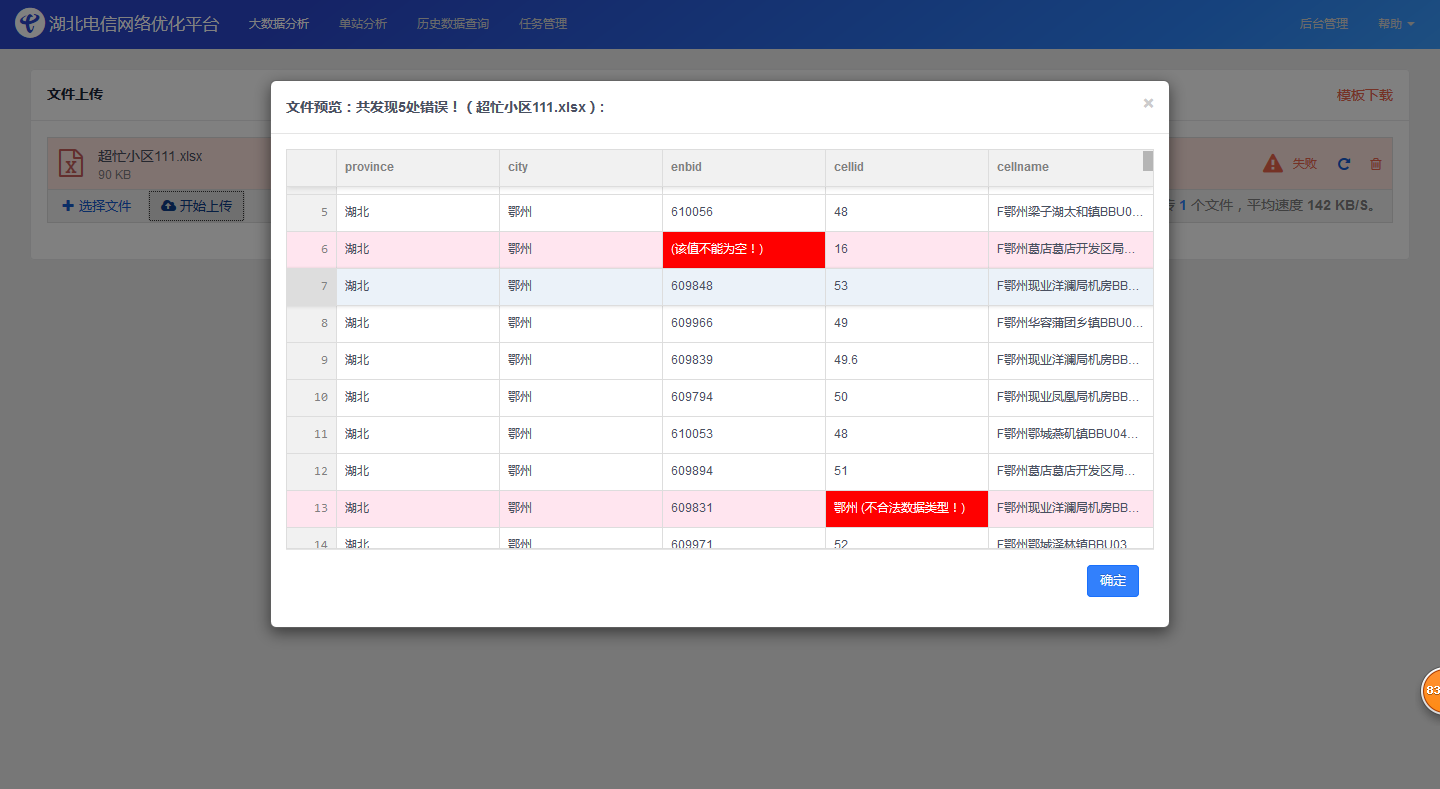 湖北电信网络优化平台 大数据分析 单站分析 历史数据查询 任务管理 后台管理 帮助
文件上传 模板下载
文件预览：共发现5处错误！（超忙小区111.xlsx）： ×
超忙小区111.xlsx
90 KB
失败
选择文件 开始上传
1 个文件，平均速度 142 KB/S。
province city enbid cellid cellname
5 湖北 鄂州 610056 48 F鄂州梁子湖太和镇BBU0...
6 湖北 鄂州 (该值不能为空！) 16 F鄂州葛店葛店开发区局...
7 湖北 鄂州 609848 53 F鄂州现业洋澜局机房BB...
8 湖北 鄂州 609966 49 F鄂州华容蒲团乡镇BBU0...
9 湖北 鄂州 609839 49.6 F鄂州现业洋澜局机房BB...
10 湖北 鄂州 609794 50 F鄂州现业凤凰局机房BB...
11 湖北 鄂州 610053 48 F鄂州鄂城燕矶镇BBU04...
12 湖北 鄂州 609894 51 F鄂州葛店葛店开发区局...
13 湖北 鄂州 609831 鄂州 (不合法数据类型！) F鄂州现业洋澜局机房BB...
14 湖北 鄂州 609971 52 F鄂州鄂城泽林镇BBU03
确定
83